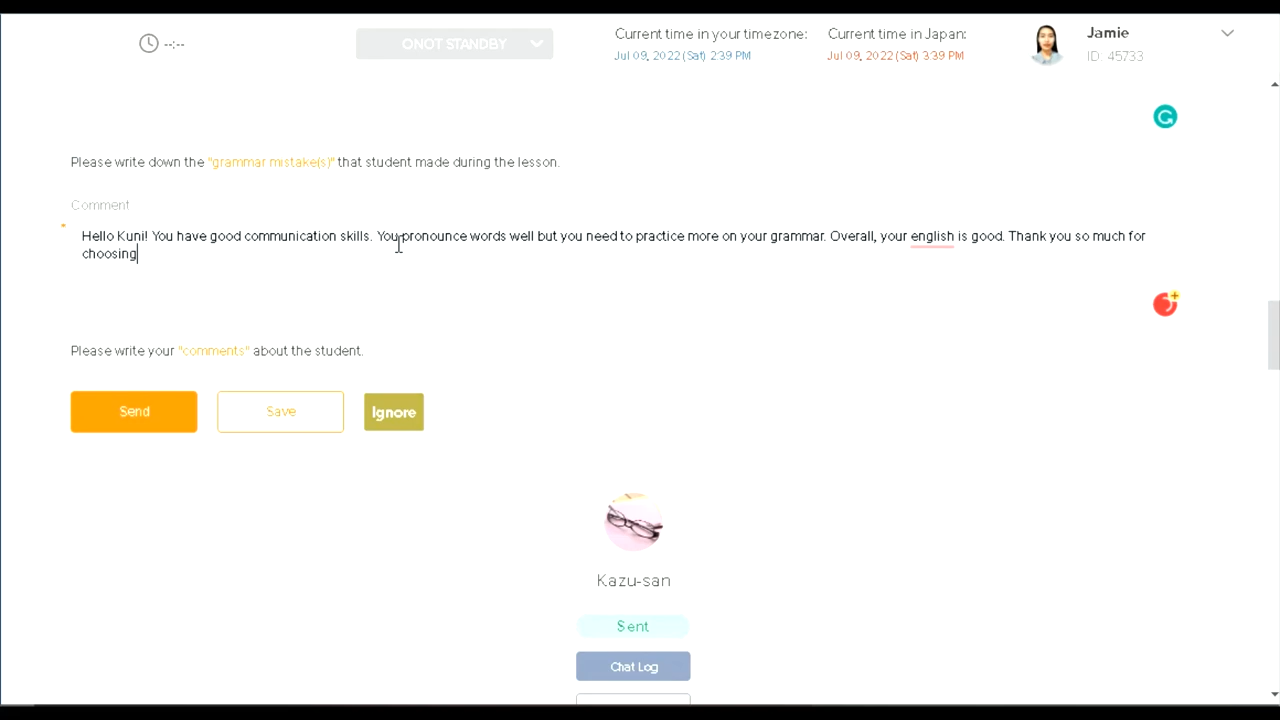 --:--
ONOT STANDBY
Current time in your timezone:
Jul 09, 2022 (Sat) 2:39 PM
Current time in Japan:
Jul 09, 2022 (Sat) 3:39 PM
Jamie
ID: 45733
Please write down the "grammar mistake(s)" that student made during the lesson.
Comment
Hello Kuni! You have good communication skills. You pronounce words well but you need to practice more on your grammar. Overall, your english is good. Thank you so much for
choosing
Please write your "comments" about the student.
Send
Save
Ignore
Kazu-san
Sent
Chat Log